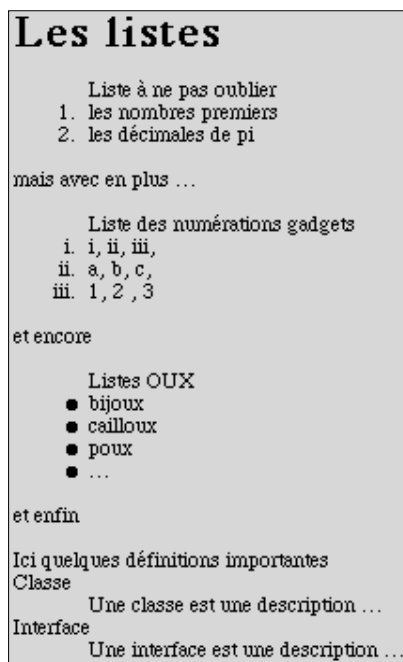 Les listes
Liste à ne pas oublier
1. les nombres premiers
2. les décimales de pi
mais avec en plus ...
Liste des numérations gadgets
i. i, ii, iii,
ii. a, b, c,
iii. 1, 2 , 3
et encore
Listes OUX
● bijoux
● cailloux
● poux
● ...
et enfin
Ici quelques définitions importantes
Classe
Une classe est une description ...
Interface
Une interface est une description ...